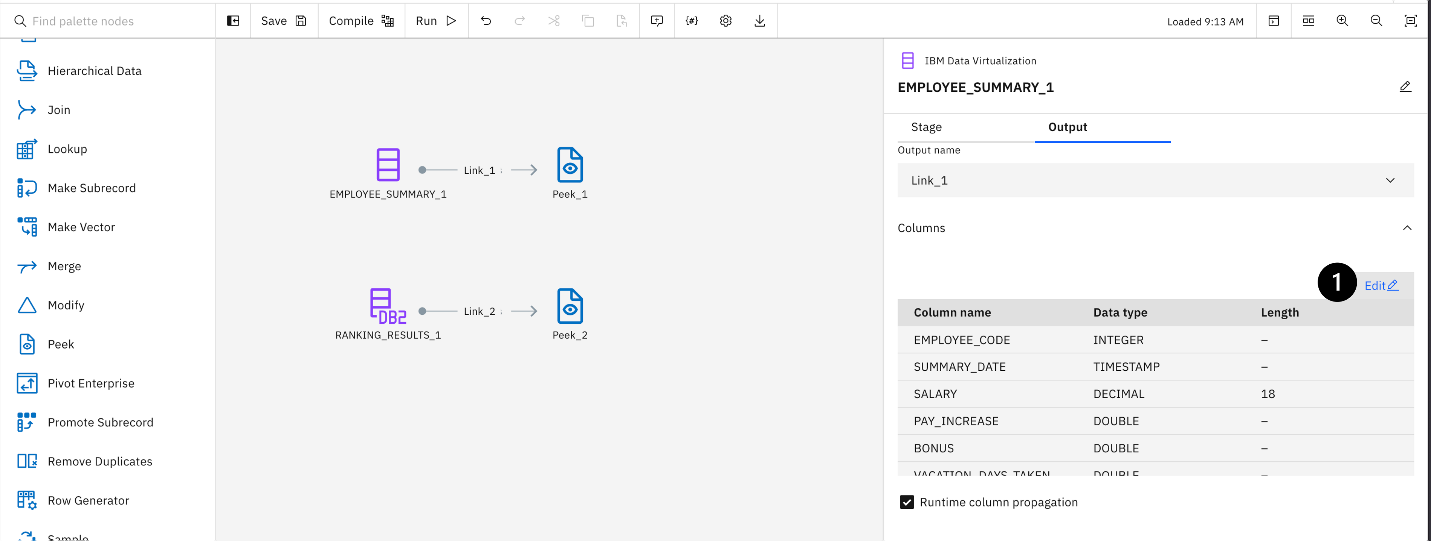 Find palette nodes
Save
Compile
Run
{#}
Loaded 9:13 AM
Hierarchical Data
Join
Lookup
Make Subrecord
Make Vector
Merge
Modify
Peek
Pivot Enterprise
Promote Subrecord
Remove Duplicates
Row Generator
Sample
EMPLOYEE_SUMMARY_1
Link_1
Peek_1
DB2
RANKING_RESULTS_1
Link_2
Peek_2
IBM Data Virtualization
EMPLOYEE_SUMMARY_1
Stage Output
Output name
Link_1
Columns
1 Edit
Column name Data type Length
EMPLOYEE_CODE INTEGER –
SUMMARY_DATE TIMESTAMP –
SALARY DECIMAL 18
PAY_INCREASE DOUBLE –
BONUS DOUBLE –
VACATION_DAYS_TAKEN DOUBLE –
Runtime column propagation